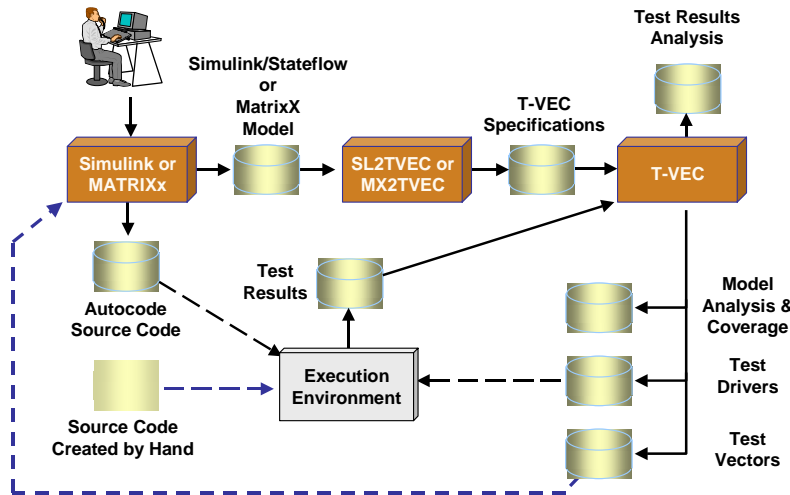 Test Results
Analysis
Simulink/Stateflow
or
MatrixX
Model
T-VEC
Specifications
Simulink or
MATRIXx
SL2TVEC or
MX2TVEC
T-VEC
Test
Results
Autocode
Source Code
Model
Analysis &
Coverage
Execution
Environment
Test
Drivers
Source Code
Created by Hand
Test
Vectors